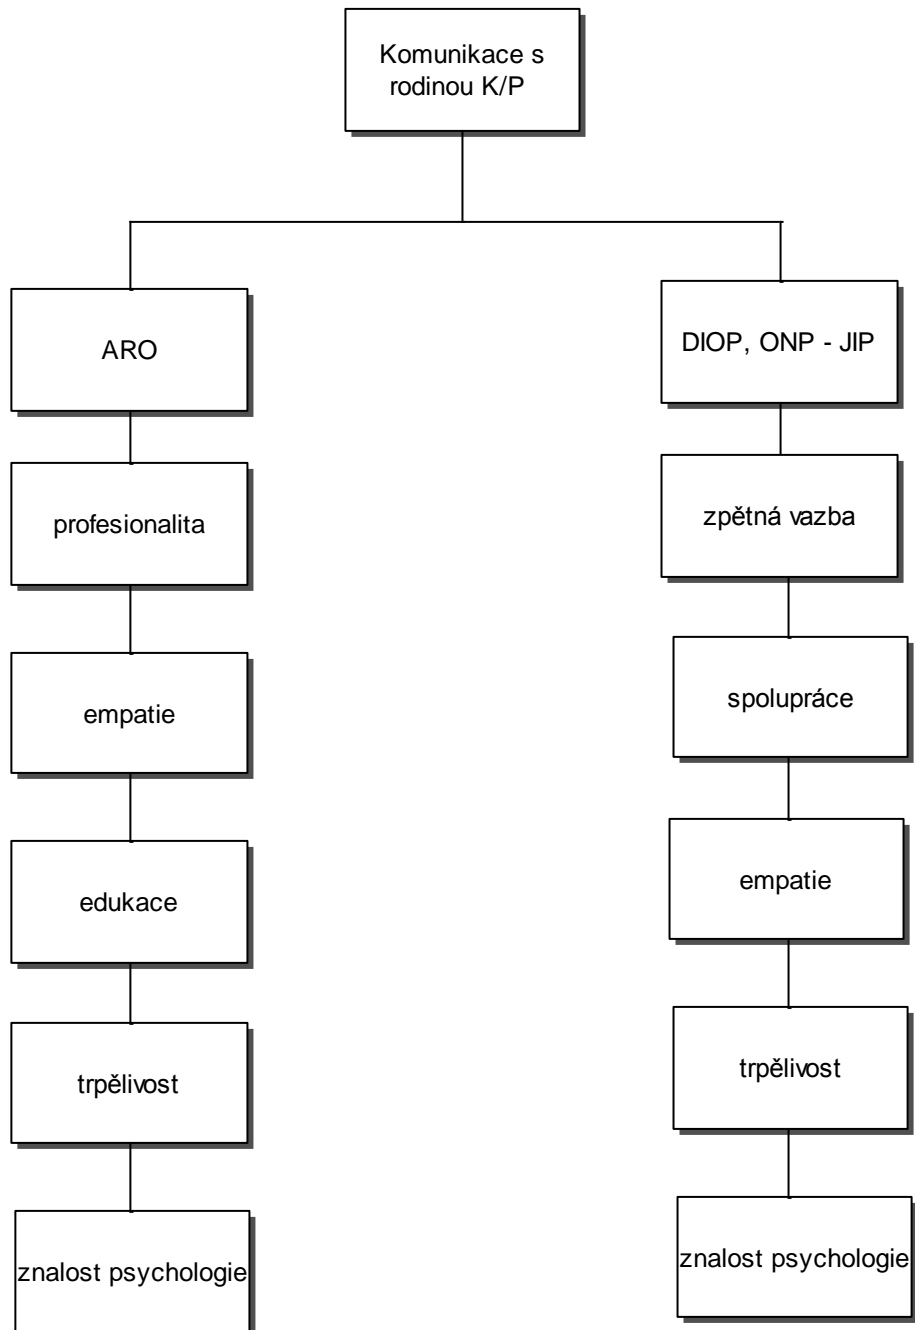 Komunikace s
rodinou K/P
ARO
profesionalita
empatie
edukace
trpělivost
znalost psychologie
DIOP, ONP - JIP
zpětná vazba
spolupráce
empatie
trpělivost
znalost psychologie